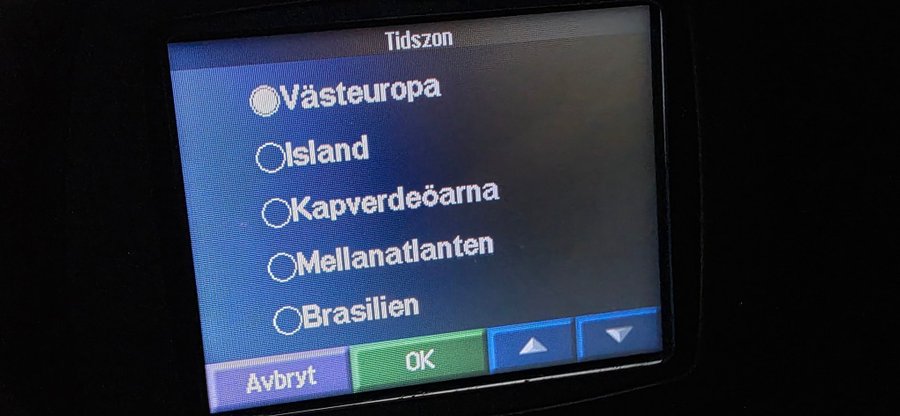 Tidszon
Västeuropa
Island
Kapverdeöarna
Mellanatlanten
Brasilien
Avbryt
OK